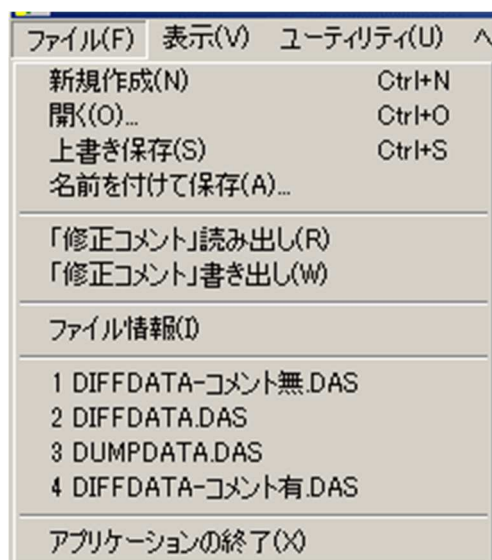 ファイル(F) 表示(V) ユーティリティ(U) ヘ
新規作成(N) Ctrl+N
開く(O)... Ctrl+O
上書き保存(S) Ctrl+S
名前を付けて保存(A)...
「修正コメント」読み出し(R)
「修正コメント」書き出し(W)
ファイル情報(I)
1 DIFFDATA-コメント無.DAS
2 DIFFDATA.DAS
3 DUMPDATA.DAS
4 DIFFDATA-コメント有.DAS
アプリケーションの終了(X)